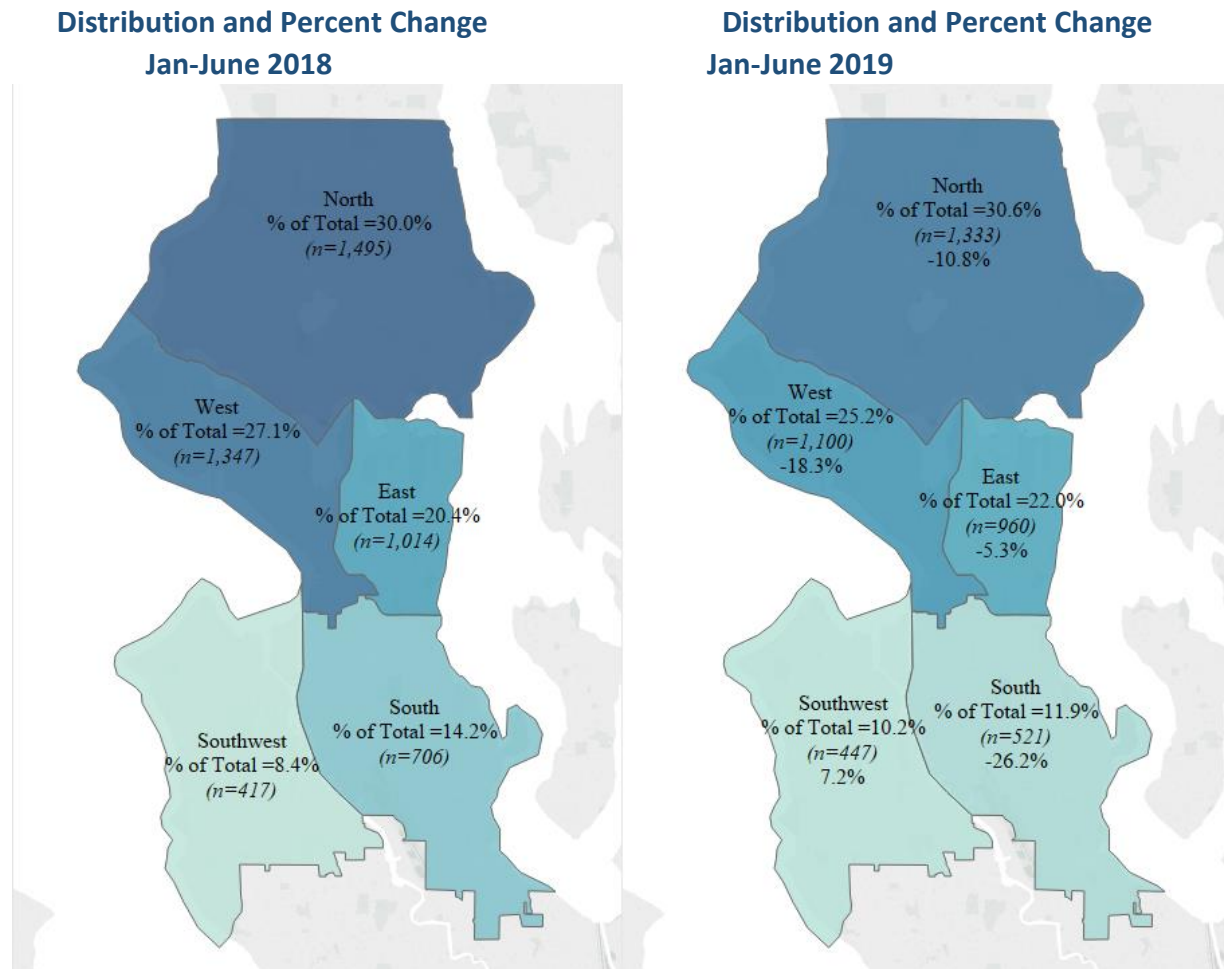 Distribution and Percent Change
Jan-June 2018
North
% of Total =30.0%
(n=1,495)
West
% of Total =27.1%
(n=1,347)
East
% of Total =20.4%
(n=1,014)
South
% of Total =14.2%
(n=706)
Southwest
% of Total =8.4%
(n=417)
Distribution and Percent Change
Jan-June 2019
North
% of Total =30.6%
(n=1,333)
-10.8%
West
% of Total =25.2%
(n=1,100)
-18.3%
East
% of Total =22.0%
(n=960)
-5.3%
South
% of Total =11.9%
(n=521)
-26.2%
Southwest
% of Total =10.2%
(n=447)
7.2%